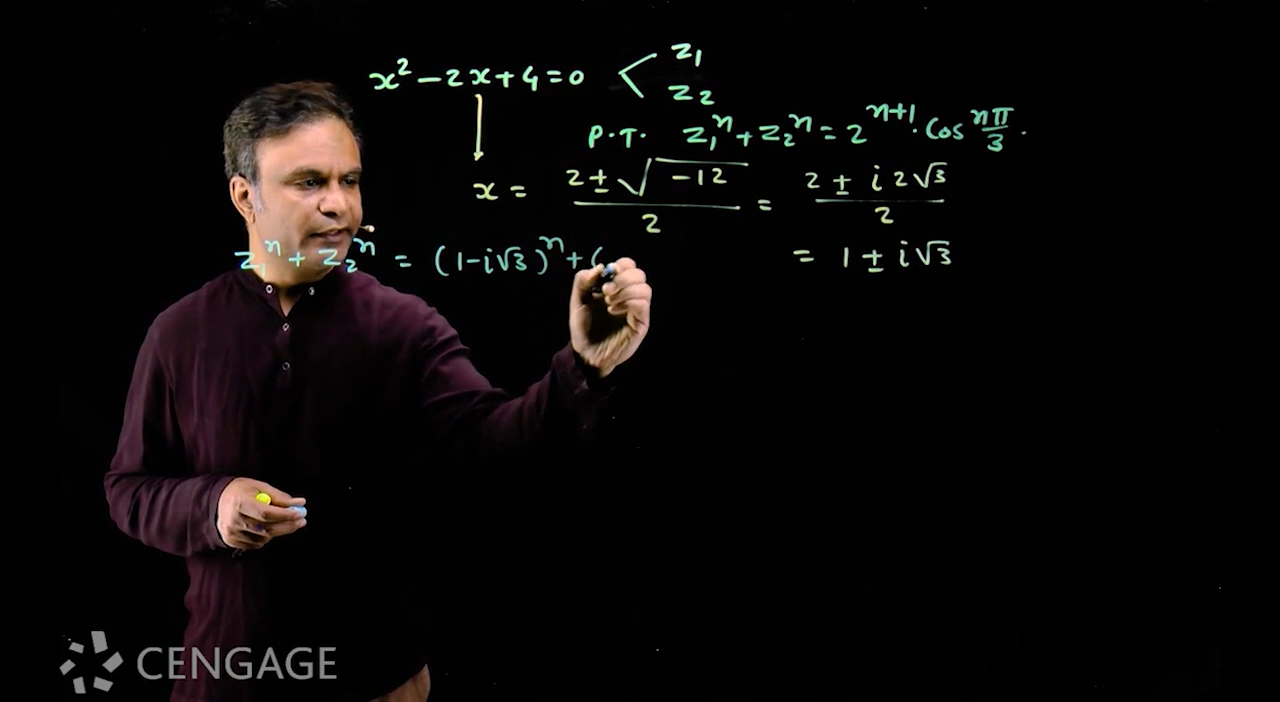 x² - 2x + 4 = 0 < z₁
z₂
P.T. z₁ⁿ + z₂ⁿ = 2ⁿ⁺¹ · cos nπ/3 .
x = (2 ± √-12)/2 = (2 ± i2√3)/2
= 1 ± i√3
z₁ⁿ + z₂ⁿ = (1 - i√3)ⁿ + (
CENGAGE